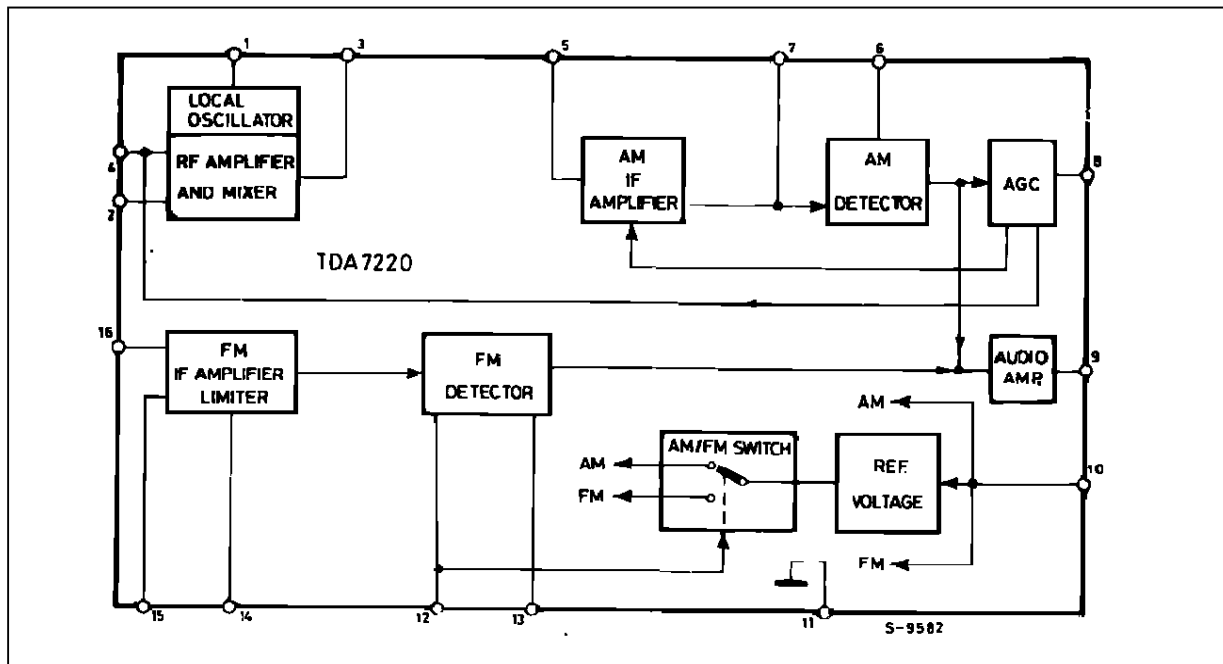 1
3
5
7
6
LOCAL
OSCILLATOR
RF AMPLIFIER
AND MIXER
4
2
AM
IF
AMPLIFIER
AM
DETECTOR
AGC
8
TDA7220
16
FM
IF AMPLIFIER
LIMITER
FM
DETECTOR
AUDIO
AMP.
9
AM
AM/FM SWITCH
AM
FM
REF.
VOLTAGE
10
FM
15
14
12
13
11
S-9582